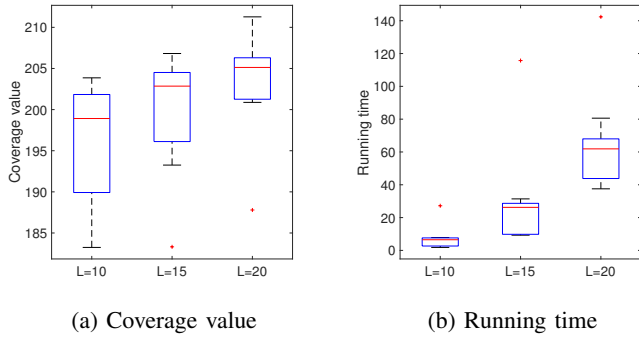 210
205
200
195
190
185
Coverage value
L=10 L=15 L=20
(a) Coverage value
140
120
100
80
60
40
20
0
Running time
L=10 L=15 L=20
(b) Running time